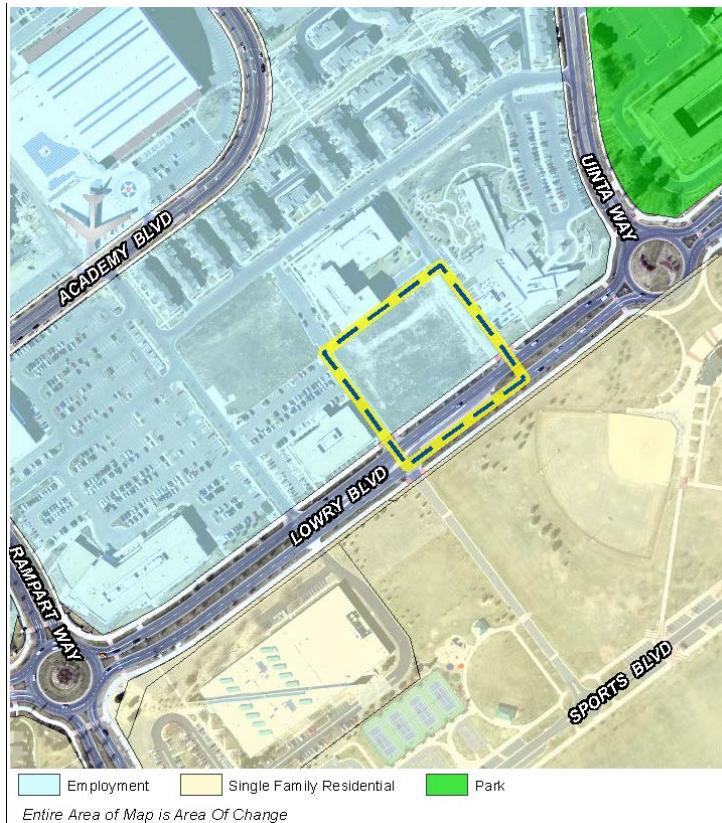 UINTA WAY
ACADEMY BLVD
LOWRY BLVD
RAMPART WAY
SPORTS BLVD
Employment
Single Family Residential
Park
Entire Area of Map is Area Of Change